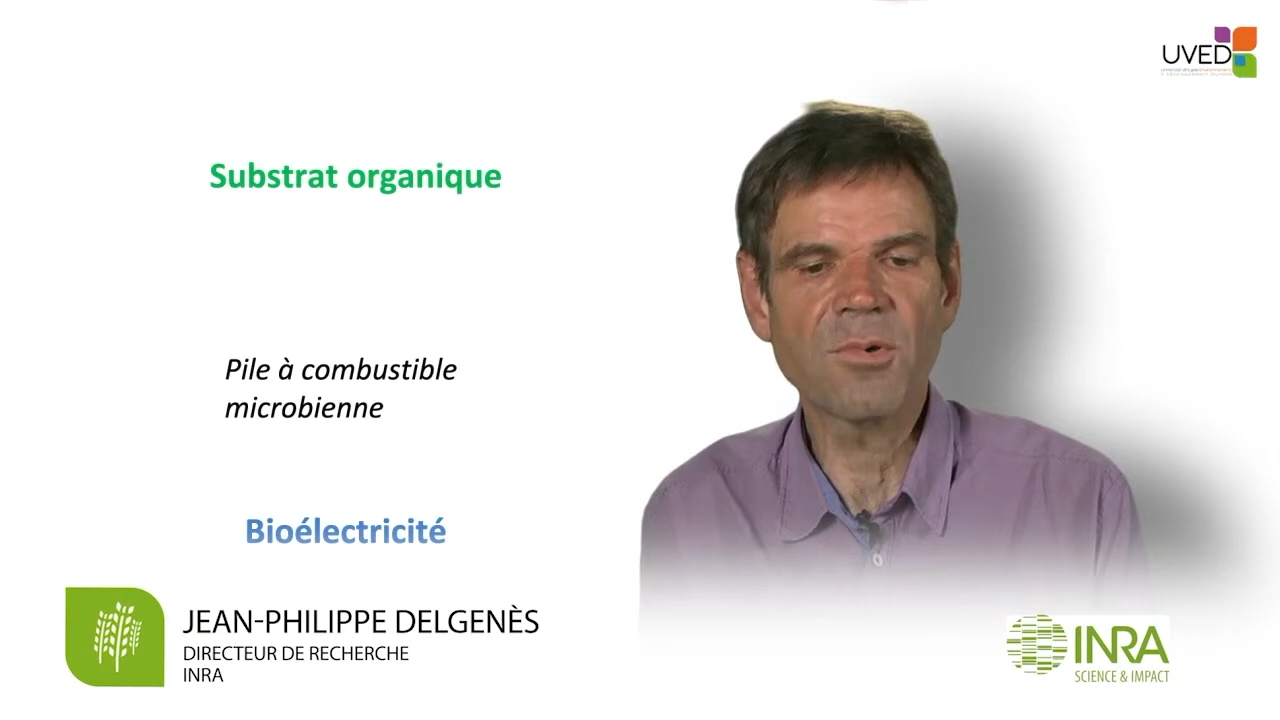 UVED
Substrat organique
Pile à combustible
microbienne
Bioélectricité
JEAN-PHILIPPE DELGENÈS
DIRECTEUR DE RECHERCHE
INRA
INRA
SCIENCE & IMPACT